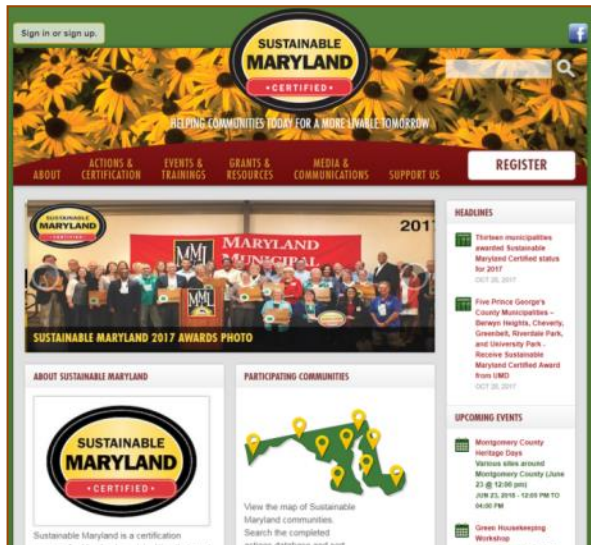 Sign in or sign up.
SUSTAINABLE
MARYLAND
• CERTIFIED •
HELPING COMMUNITIES TODAY FOR A MORE LIVABLE TOMORROW
ABOUT
ACTIONS &
CERTIFICATION
EVENTS &
TRAININGS
GRANTS &
RESOURCES
MEDIA &
COMMUNICATIONS
SUPPORT US
REGISTER
SUSTAINABLE
MARYLAND
CERTIFIED
2017
MML
MARYLAND
MUNICIPAL
MML
SUSTAINABLE MARYLAND 2017 AWARDS PHOTO
ABOUT SUSTAINABLE MARYLAND
SUSTAINABLE
MARYLAND
• CERTIFIED •
Sustainable Maryland is a certification
PARTICIPATING COMMUNITIES
View the map of Sustainable
Maryland communities.
Search the completed
HEADLINES
Thirteen municipalities
awarded Sustainable
Maryland Certified status
for 2017
OCT 26, 2017
Five Prince George's
County Municipalities –
Berwyn Heights, Cheverly,
Greenbelt, Riverdale Park,
and University Park -
Receive Sustainable
Maryland Certified Award
from UMD
OCT 26, 2017
UPCOMING EVENTS
Montgomery County
Heritage Days
Various sites around
Montgomery County (June
23 @ 12:00 pm)
JUN 23, 2018 - 12:05 PM TO
04:00 PM
Green Housekeeping
Workshop